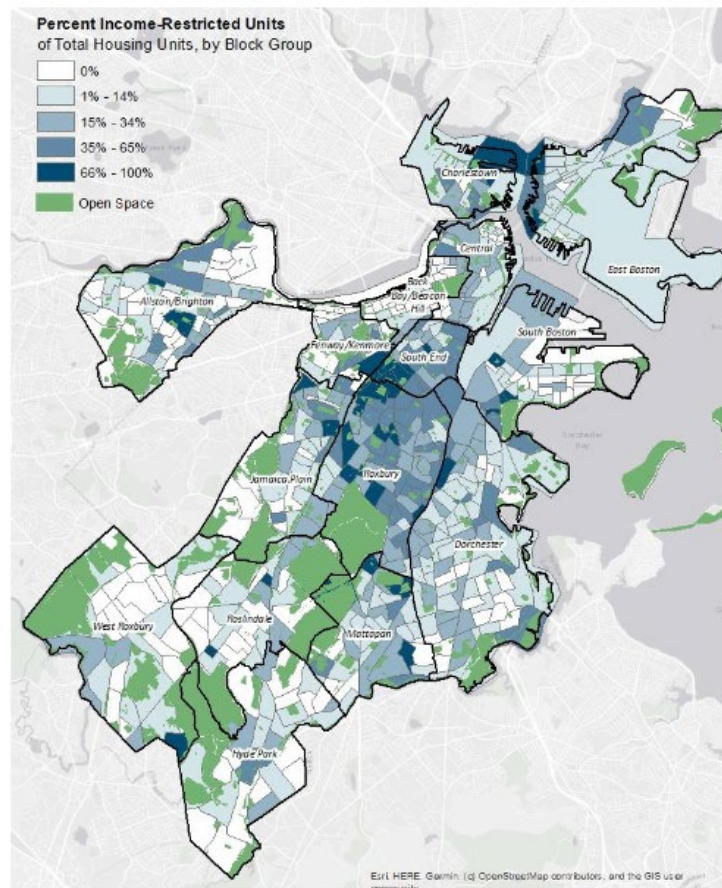 Percent Income-Restricted Units
of Total Housing Units, by Block Group
0%
1% - 14%
15% - 34%
35% - 65%
66% - 100%
Open Space
Charlestown
Central
East Boston
Back
Bay/Beacon
Hill
Allston/Brighton
South Boston
Fenway/Kenmore
South End
Roxbury
Jamaica Plain
Dorchester
West Roxbury
Roslindale
Mattapan
Hyde Park
Esri, HERE, Garmin, (c) OpenStreetMap contributors, and the GIS user